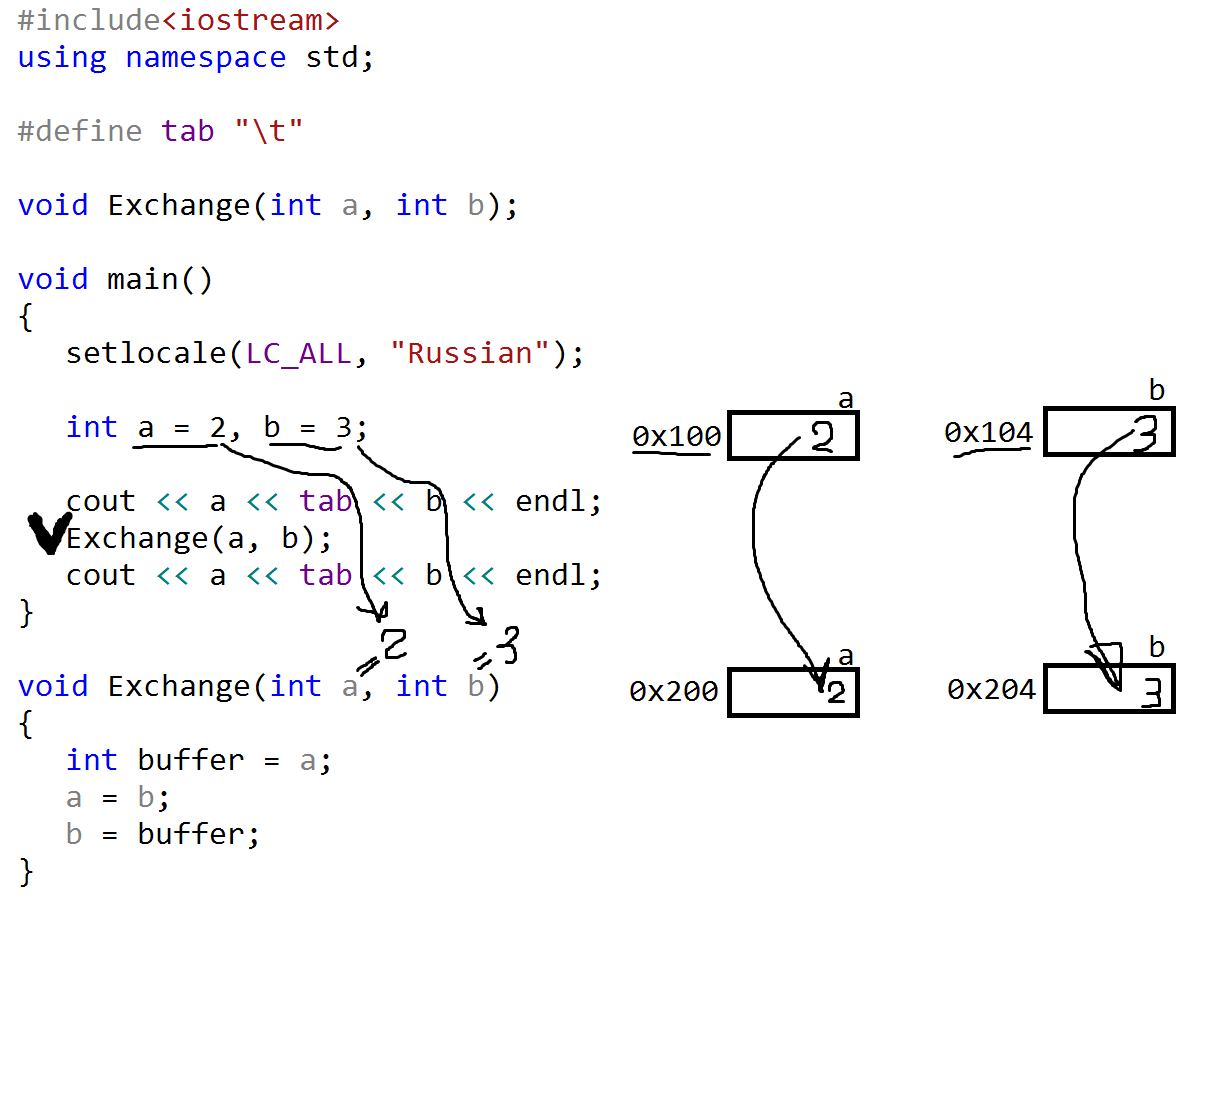 #include<iostream>
using namespace std;
#define tab "\t"
void Exchange(int a, int b);
void main()
{
setlocale(LC_ALL, "Russian");
int a = 2, b = 3;
cout << a << tab << b << endl;
Exchange(a, b);
cout << a << tab << b << endl;
}
=2 =3
void Exchange(int a, int b)
{
int buffer = a;
a = b;
b = buffer;
}
a b
0x100 2 0x104 3
a b
0x200 2 0x204 3